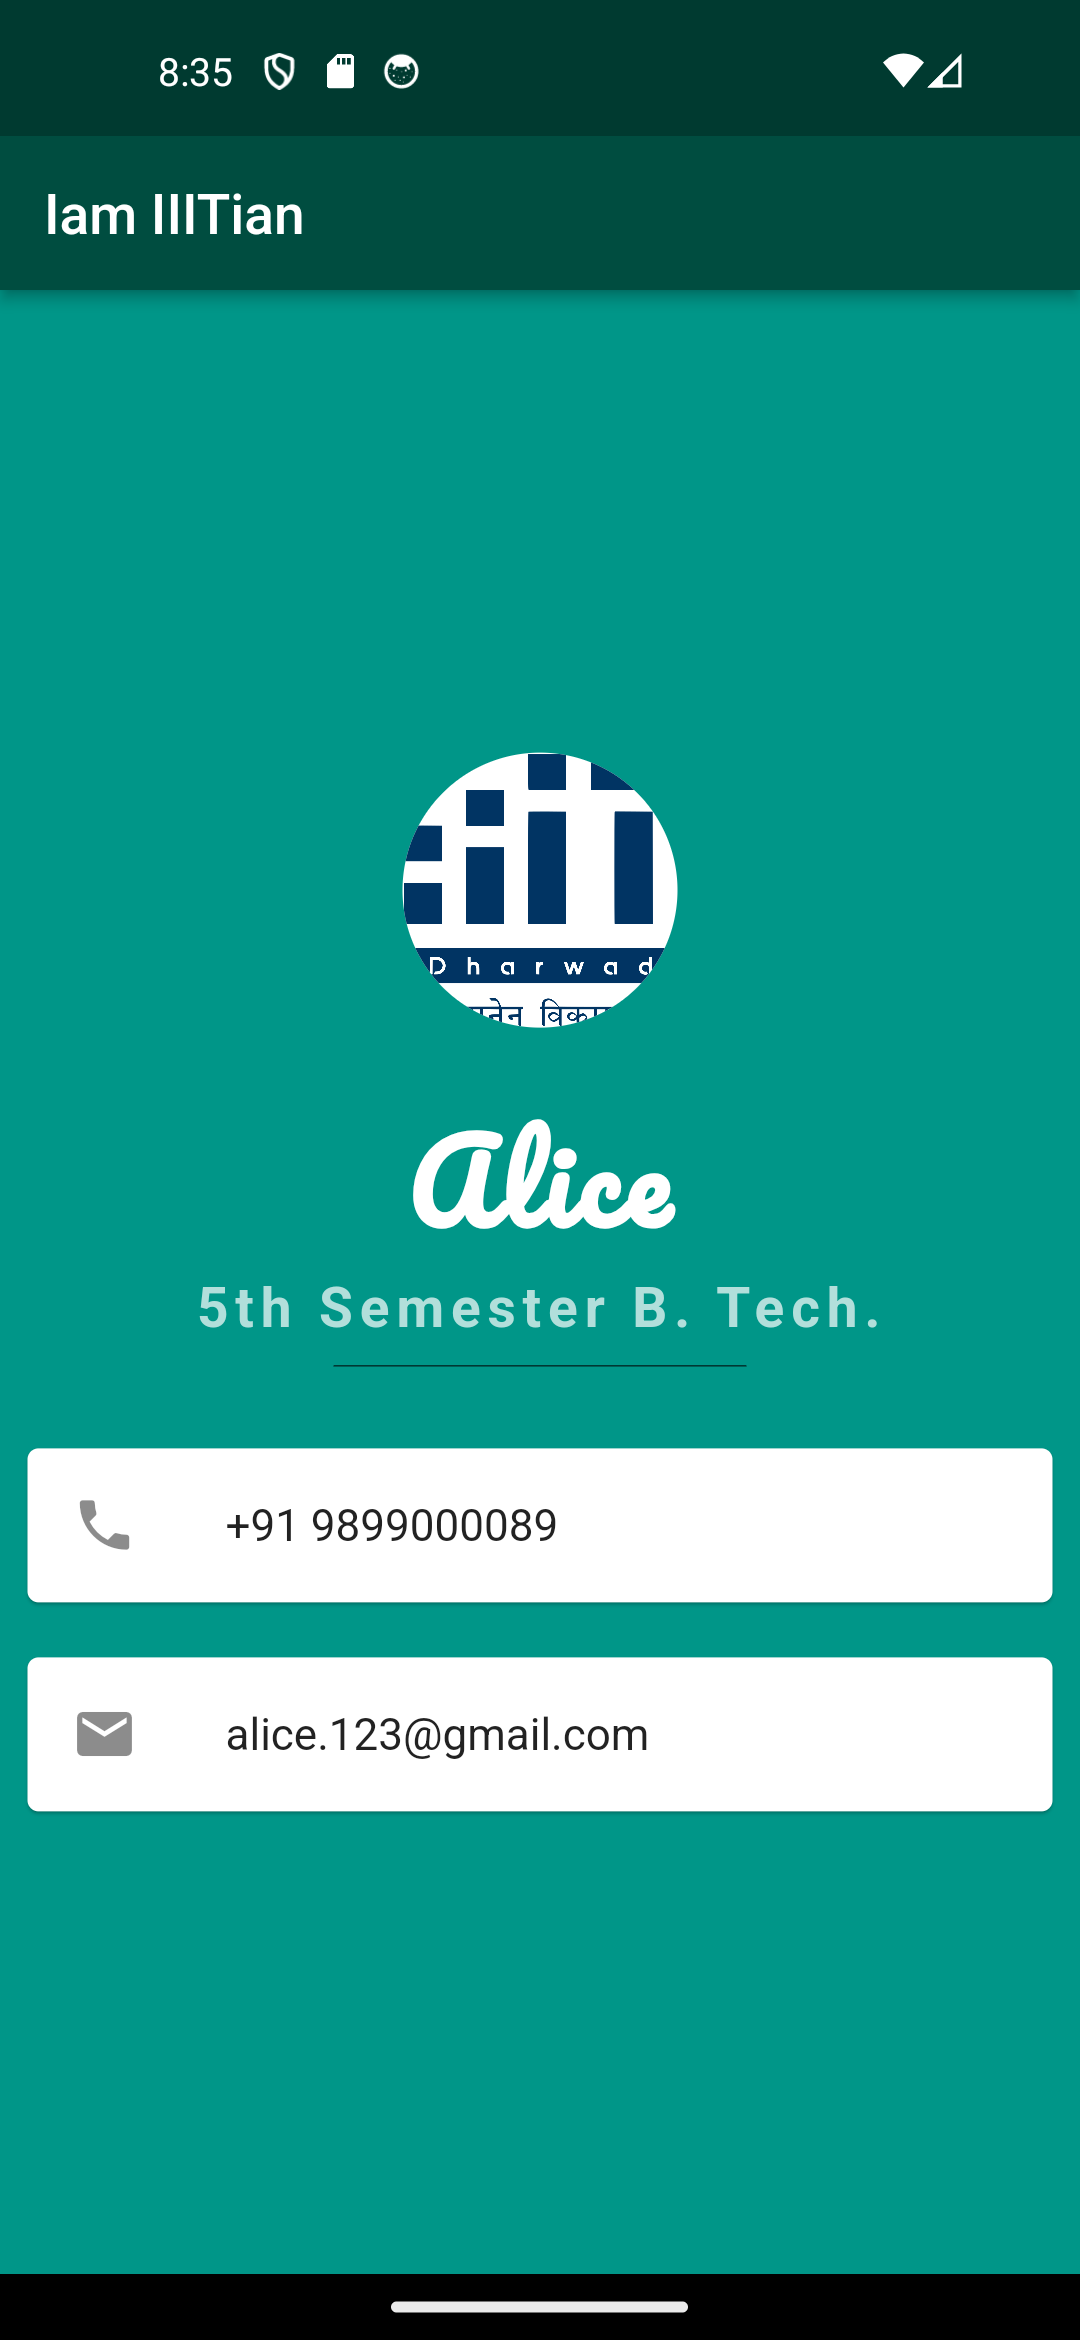 8:35
Iam IIITian
Dharwad
Alice
5th Semester B. Tech.
+91 9899000089
alice.123@gmail.com